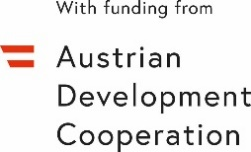 With funding from
Austrian
Development
Cooperation